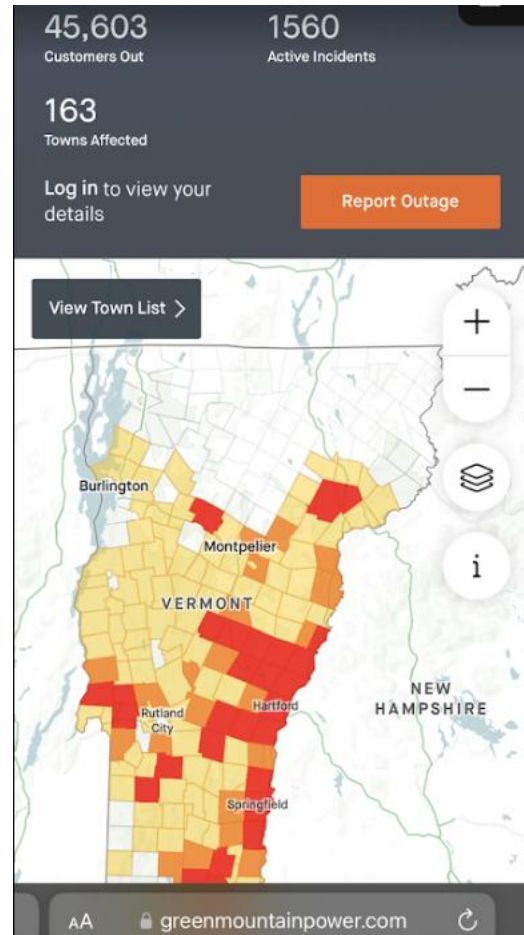 45,603
Customers Out
1560
Active Incidents
163
Towns Affected
Log in to view your
details
Report Outage
View Town List >
+
−
Burlington
Montpelier
i
VERMONT
NEW
HAMPSHIRE
Rutland
City
Hartford
Springfield
AA
greenmountainpower.com